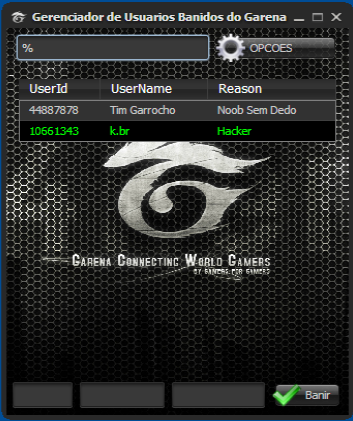 Gerenciador de Usuarios Banidos do Garena
%
OPCOES
UserId UserName Reason
44887878 Tim Garrocho Noob Sem Dedo
10661343 k.br Hacker
GARENA CONNECTING WORLD GAMERS
BY GAMERS FOR GAMERS
Banir